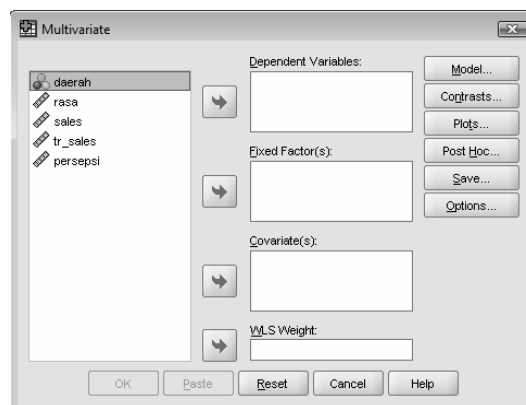 Multivariate
daerah
rasa
sales
tr_sales
persepsi
Dependent Variables:
Fixed Factor(s):
Covariate(s):
WLS Weight:
Model...
Contrasts...
Plots...
Post Hoc...
Save...
Options...
OK
Paste
Reset
Cancel
Help